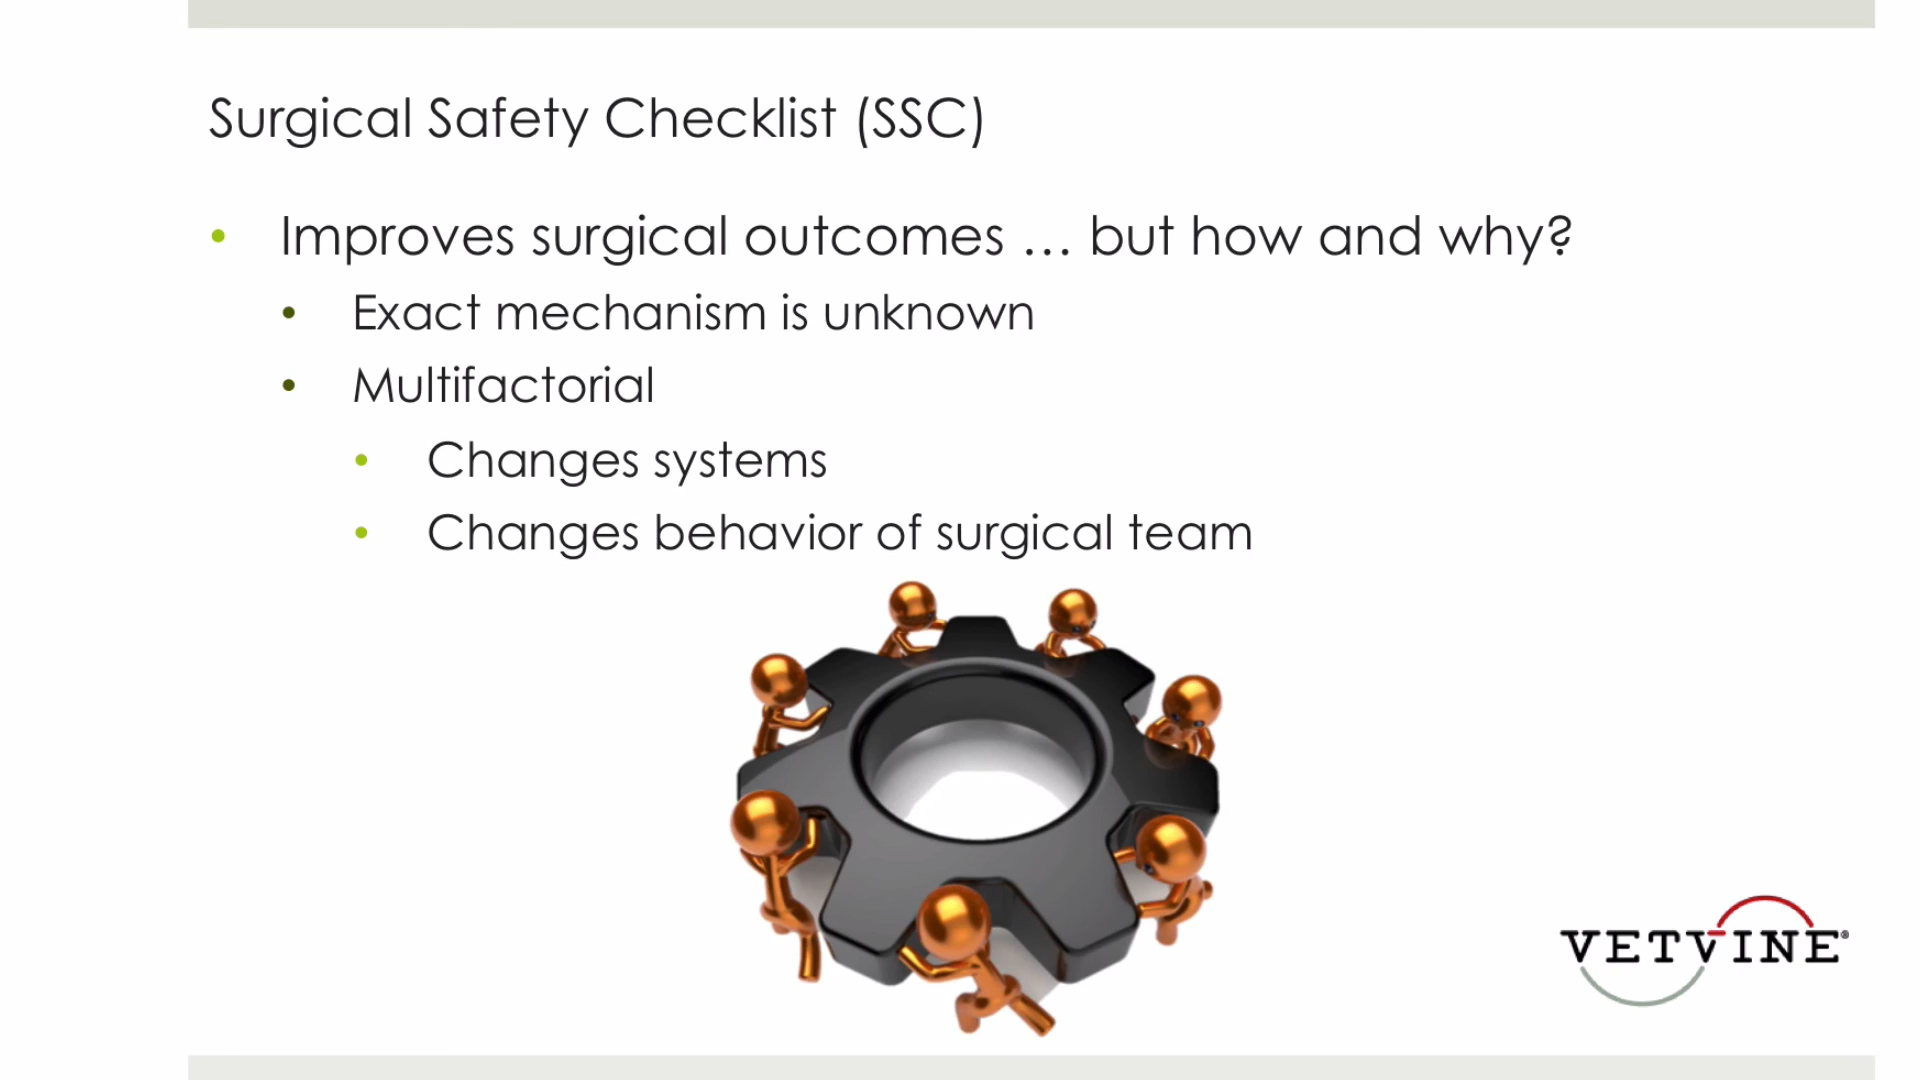 Surgical Safety Checklist (SSC)
• Improves surgical outcomes … but how and why?
• Exact mechanism is unknown
• Multifactorial
• Changes systems
• Changes behavior of surgical team
VETVINE®